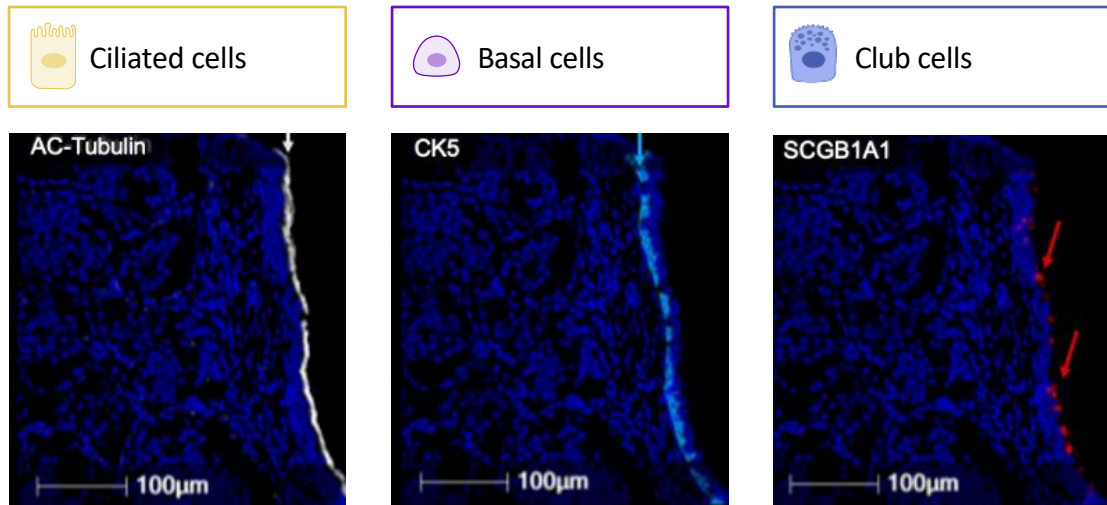 Ciliated cells
Basal cells
Club cells
AC-Tubulin
CK5
SCGB1A1
100μm
100μm
100μm